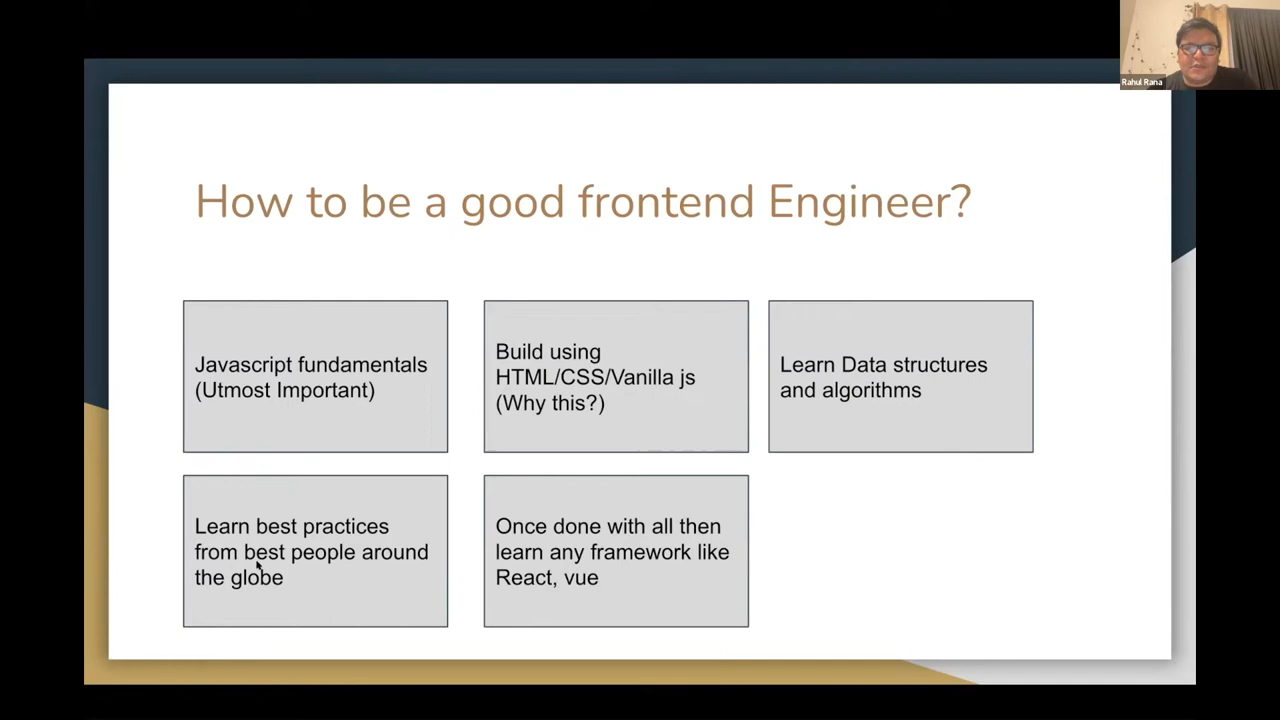 Rahul Rana
How to be a good frontend Engineer?
Javascript fundamentals
(Utmost Important)
Build using
HTML/CSS/Vanilla js
(Why this?)
Learn Data structures
and algorithms
Learn best practices
from best people around
the globe
Once done with all then
learn any framework like
React, vue